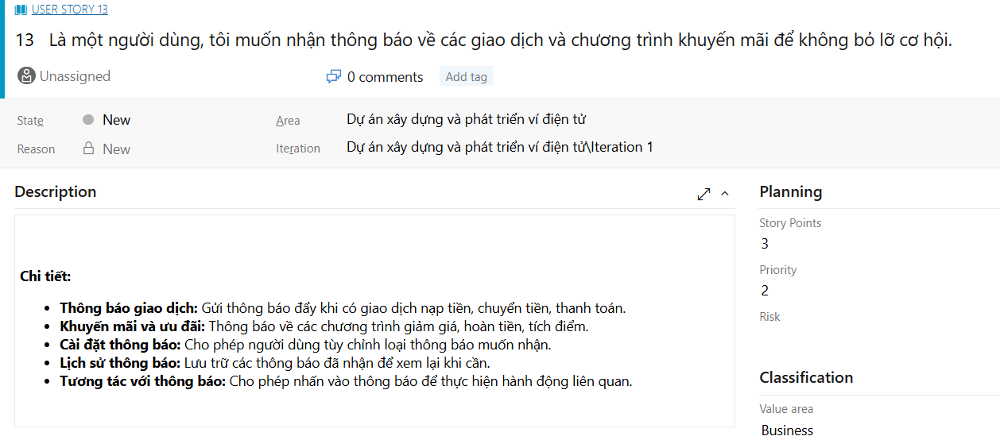 USER STORY 13
13 Là một người dùng, tôi muốn nhận thông báo về các giao dịch và chương trình khuyến mãi để không bỏ lỡ cơ hội.
Unassigned
0 comments
Add tag
State
New
Area
Dự án xây dựng và phát triển ví điện tử
Reason
New
Iteration
Dự án xây dựng và phát triển ví điện tử\Iteration 1
Description
Chi tiết:
• Thông báo giao dịch: Gửi thông báo đẩy khi có giao dịch nạp tiền, chuyển tiền, thanh toán.
• Khuyến mãi và ưu đãi: Thông báo về các chương trình giảm giá, hoàn tiền, tích điểm.
• Cài đặt thông báo: Cho phép người dùng tùy chỉnh loại thông báo muốn nhận.
• Lịch sử thông báo: Lưu trữ các thông báo đã nhận để xem lại khi cần.
• Tương tác với thông báo: Cho phép nhấn vào thông báo để thực hiện hành động liên quan.
Planning
Story Points
3
Priority
2
Risk
Classification
Value area
Business